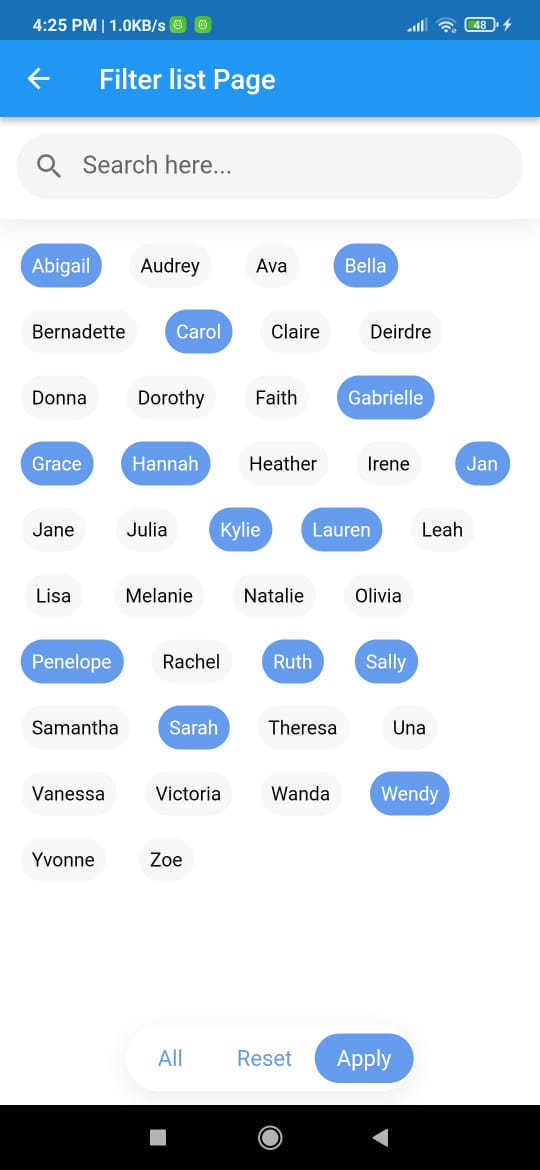 4:25 PM | 1.0KB/s 48
Filter list Page
Search here...
Abigail Audrey Ava Bella
Bernadette Carol Claire Deirdre
Donna Dorothy Faith Gabrielle
Grace Hannah Heather Irene Jan
Jane Julia Kylie Lauren Leah
Lisa Melanie Natalie Olivia
Penelope Rachel Ruth Sally
Samantha Sarah Theresa Una
Vanessa Victoria Wanda Wendy
Yvonne Zoe
All Reset Apply